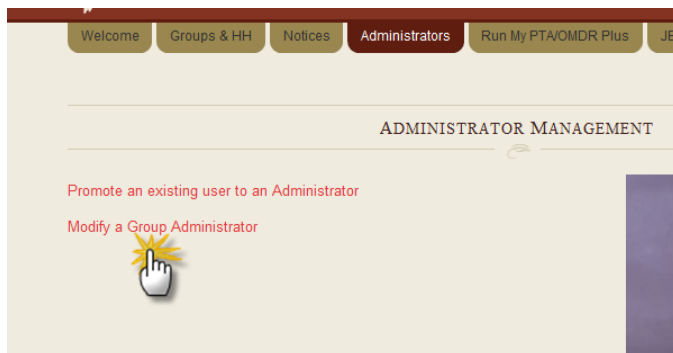 Welcome Groups & HH Notices Administrators Run My PTA/OMDR Plus
ADMINISTRATOR MANAGEMENT
Promote an existing user to an Administrator
Modify a Group Administrator